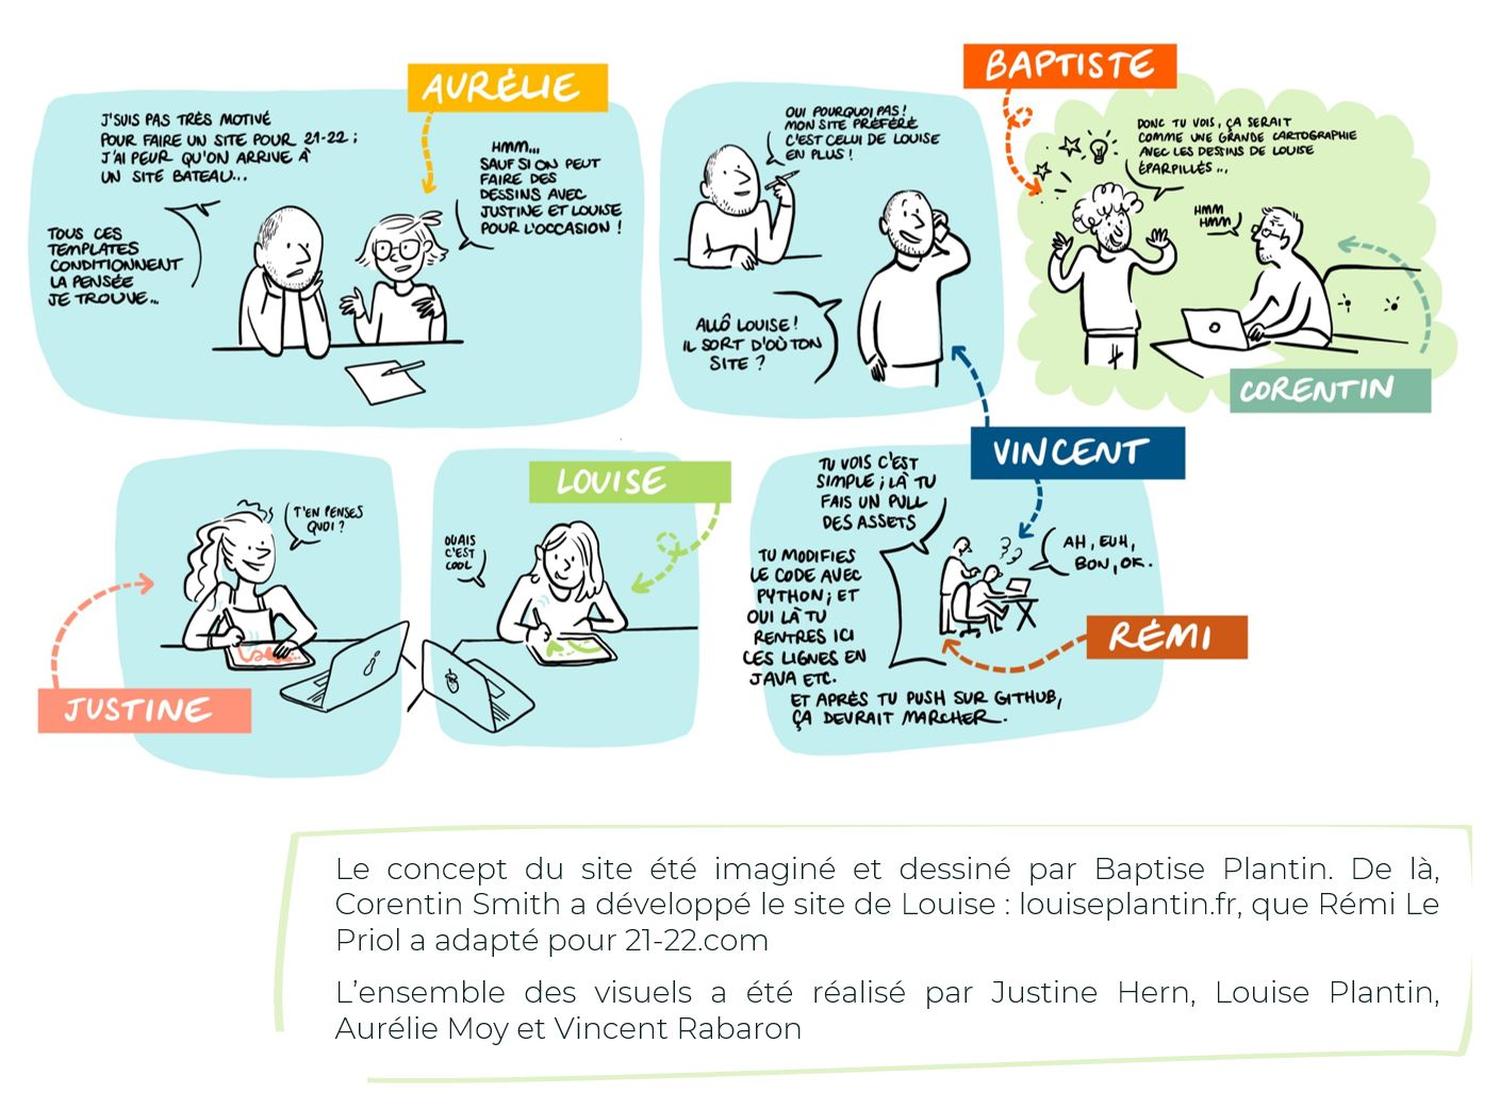 AURÉLIE
J'SUIS PAS TRÈS MOTIVÉ
POUR FAIRE UN SITE POUR 21-22 ;
J'AI PEUR QU'ON ARRIVE À
UN SITE BATEAU...
TOUS CES
TEMPLATES
CONDITIONNENT
LA PENSÉE
JE TROUVE...
HMM...
SAUF SI ON PEUT
FAIRE DES
DESSINS AVEC
JUSTINE ET LOUISE
POUR L'OCCASION !
OUI POURQUOI PAS !
MON SITE PRÉFÉRÉ
C'EST CELUI DE LOUISE
EN PLUS !
ALLÔ LOUISE !
IL SORT D'OÙ TON
SITE ?
BAPTISTE
DONC TU VOIS, ÇA SERAIT
COMME UNE GRANDE CARTOGRAPHIE
AVEC LES DESSINS DE LOUISE
ÉPARPILLÉS...
HMM
HMM
CORENTIN
VINCENT
JUSTINE
T'EN PENSES
QUOI ?
LOUISE
OUAIS
C'EST
COOL
TU VOIS C'EST
SIMPLE ; LÀ TU
FAIS UN PULL
DES ASSETS
TU MODIFIES
LE CODE AVEC
PYTHON ; ET
OUI LÀ TU
RENTRES ICI
LES LIGNES EN
JAVA ETC.
ET APRÈS TU PUSH SUR GITHUB,
ÇA DEVRAIT MARCHER.
AH, EUH,
BON, OK.
RÉMI
Le concept du site été imaginé et dessiné par Baptise Plantin. De là,
Corentin Smith a développé le site de Louise : louiseplantin.fr, que Rémi Le
Priol a adapté pour 21-22.com
L'ensemble des visuels a été réalisé par Justine Hern, Louise Plantin,
Aurélie Moy et Vincent Rabaron